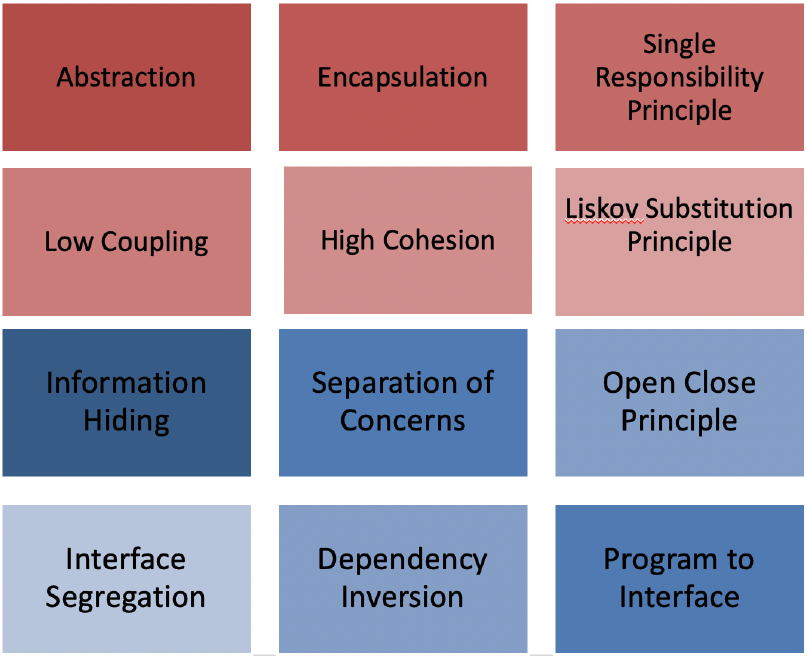 Abstraction
Encapsulation
Single
Responsibility
Principle
Low Coupling
High Cohesion
Liskov Substitution
Principle
Information
Hiding
Separation of
Concerns
Open Close
Principle
Interface
Segregation
Dependency
Inversion
Program to
Interface